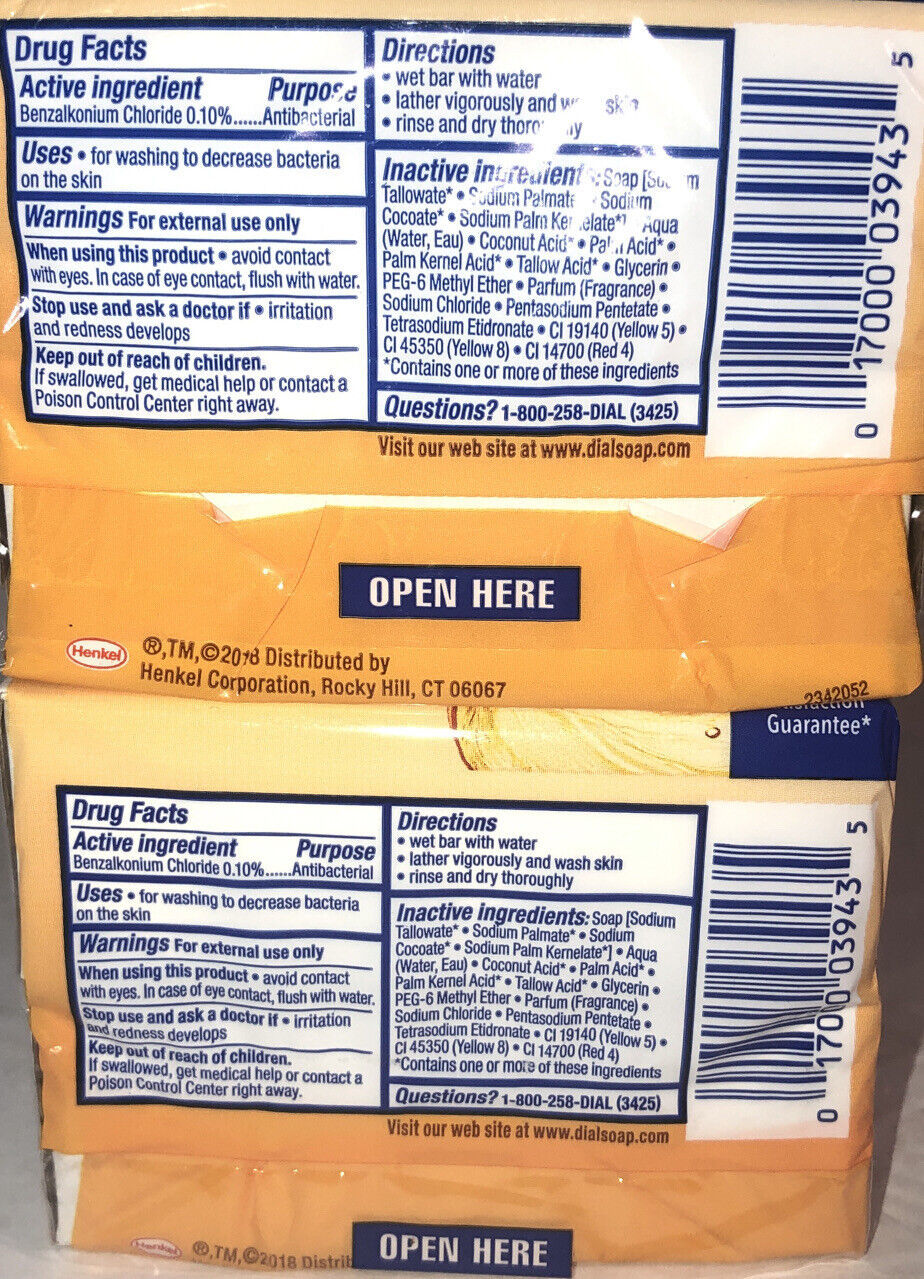 Drug Facts
Active ingredient Purpose
Benzalkonium Chloride 0.10%......Antibacterial
Uses • for washing to decrease bacteria
on the skin
Warnings For external use only
When using this product • avoid contact
with eyes. In case of eye contact, flush with water.
Stop use and ask a doctor if • irritation
and redness develops
Keep out of reach of children.
If swallowed, get medical help or contact a
Poison Control Center right away.
Directions
• wet bar with water
• lather vigorously and skin
• rinse and dry
Inactive ingredients: Soap [Sodium
Tallowate* • Sodium Palmate • Sodium
Cocoate* • Sodium Palm Kernelate*] Aqua
(Water, Eau) • Coconut Acid* • Palm Acid* •
Palm Kernel Acid* • Tallow Acid* • Glycerin •
PEG-6 Methyl Ether • Parfum (Fragrance) •
Sodium Chloride • Pentasodium Pentetate •
Tetrasodium Etidronate • CI 19140 (Yellow 5) •
CI 45350 (Yellow 8) • CI 14700 (Red 4)
*Contains one or more of these ingredients
Questions? 1-800-258-DIAL (3425)
Visit our web site at www.dialsoap.com
0 17000 03943 5
OPEN HERE
Henkel
®,TM,©2018 Distributed by
Henkel Corporation, Rocky Hill, CT 06067
2342052
Guarantee*
Drug Facts
Active ingredient Purpose
Benzalkonium Chloride 0.10%......Antibacterial
Uses • for washing to decrease bacteria
on the skin
Warnings For external use only
When using this product • avoid contact
with eyes. In case of eye contact, flush with water.
Stop use and ask a doctor if • irritation
and redness develops
Keep out of reach of children.
If swallowed, get medical help or contact a
Poison Control Center right away.
Directions
• wet bar with water
• lather vigorously and wash skin
• rinse and dry thoroughly
Inactive ingredients: Soap [Sodium
Tallowate* • Sodium Palmate* • Sodium
Cocoate* • Sodium Palm Kernelate*] • Aqua
(Water, Eau) • Coconut Acid* • Palm Acid* •
Palm Kernel Acid* • Tallow Acid* • Glycerin •
PEG-6 Methyl Ether • Parfum (Fragrance) •
Sodium Chloride • Pentasodium Pentetate •
Tetrasodium Etidronate • CI 19140 (Yellow 5) •
CI 45350 (Yellow 8) • CI 14700 (Red 4)
*Contains one or more of these ingredients
Questions? 1-800-258-DIAL (3425)
Visit our web site at www.dialsoap.com
0 17000 03943 5
Henkel
®,TM,©2018 Distrib
OPEN HERE